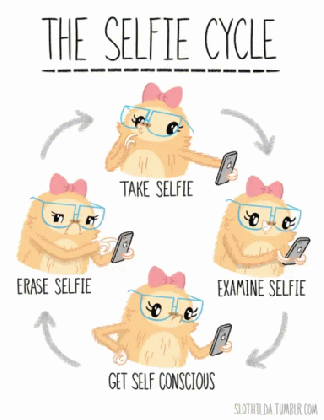 THE SELFIE CYCLE
TAKE SELFIE
EXAMINE SELFIE
GET SELF CONSCIOUS
ERASE SELFIE
SLOTHILDA.TUMBLR.COM